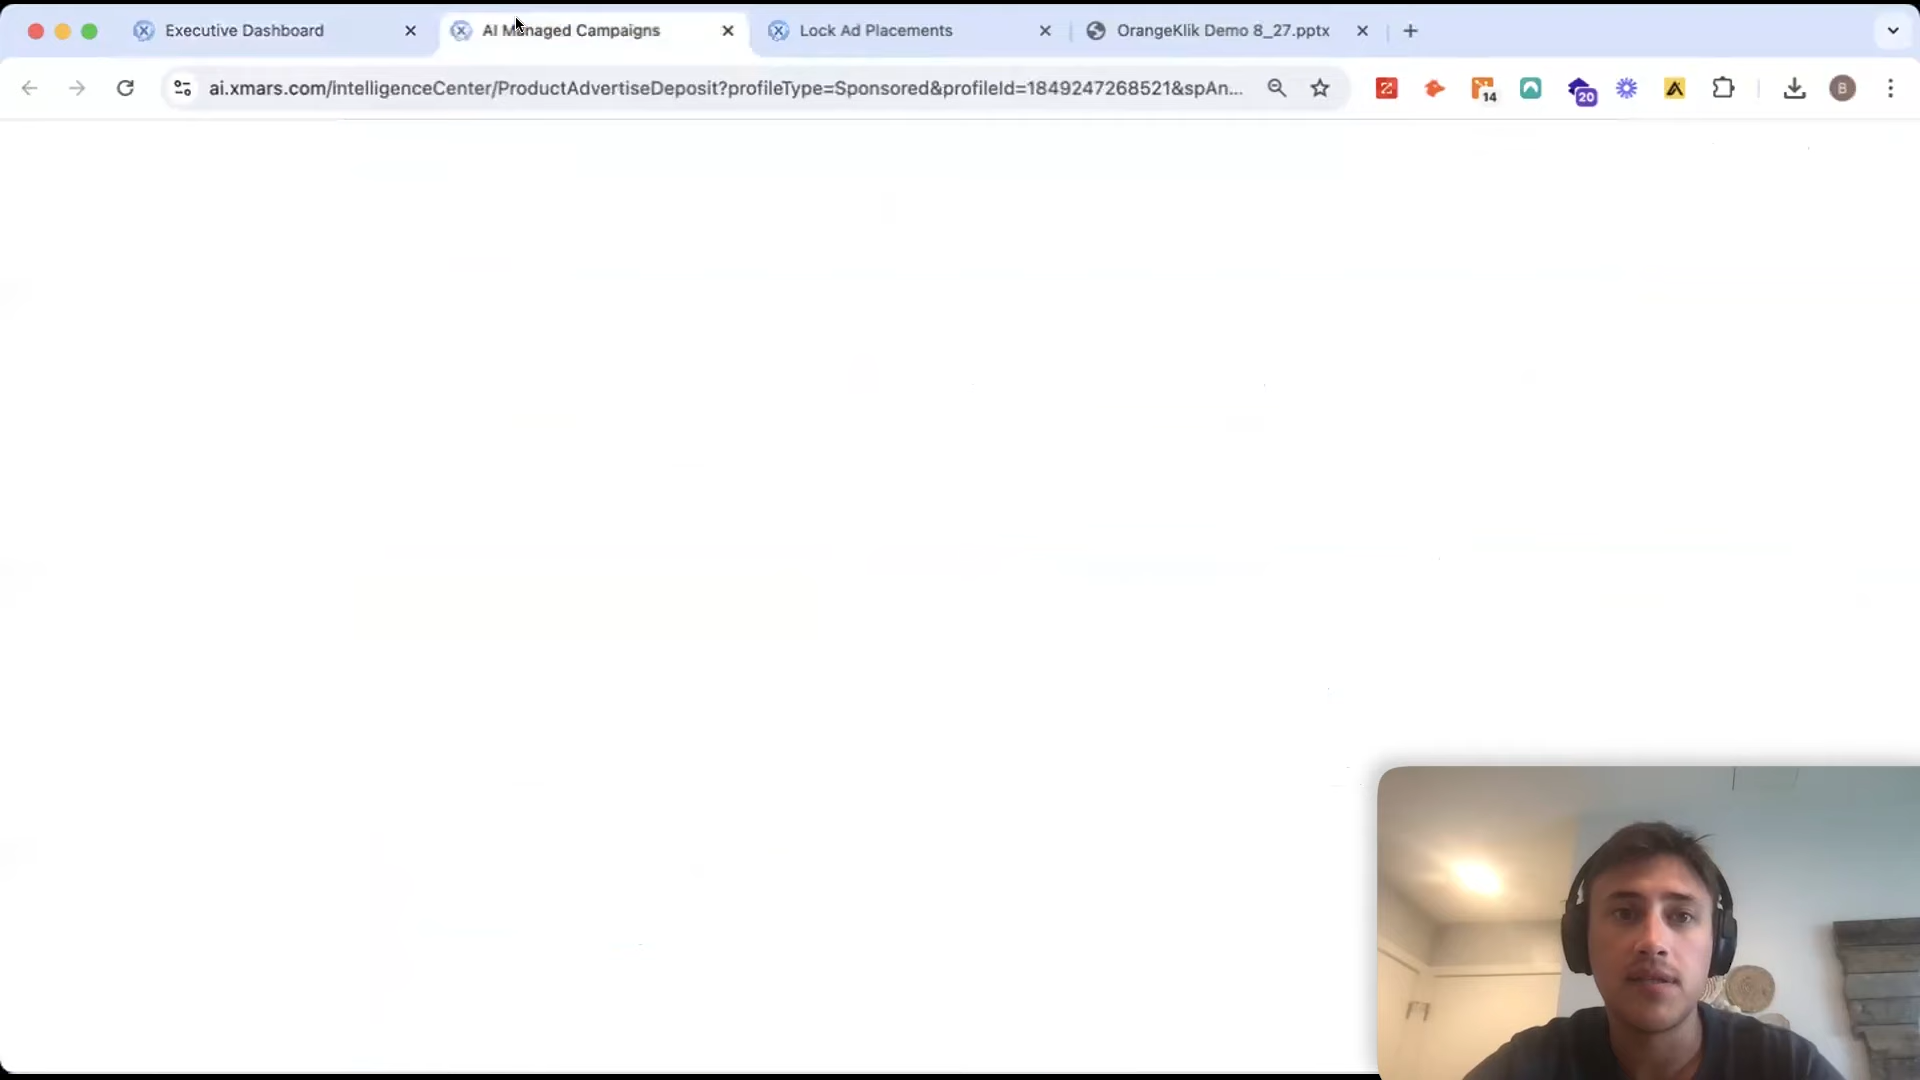 Executive Dashboard
AI Managed Campaigns
Lock Ad Placements
OrangeKlik Demo 8_27.pptx
ai.xmars.com/IntelligenceCenter/ProductAdvertiseDeposit?profileType=Sponsored&profileId=1849247268521&spAn...
14
20
B